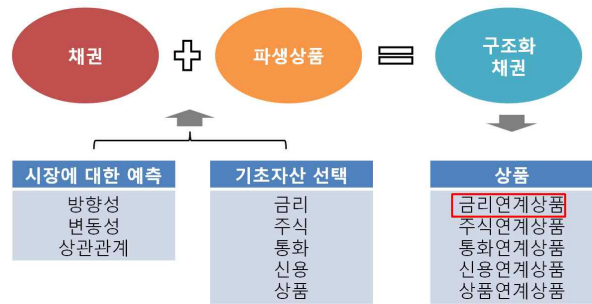 채권
파생상품
구조화
채권
시장에 대한 예측
방향성
변동성
상관관계
기초자산 선택
금리
주식
통화
신용
상품
상품
금리연계상품
주식연계상품
통화연계상품
신용연계상품
상품연계상품